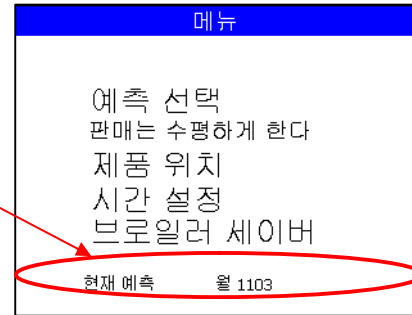 메뉴
예측 선택
판매는 수평하게 한다
제품 위치
시간 설정
브로일러 세이버
현재 예측 월 1103